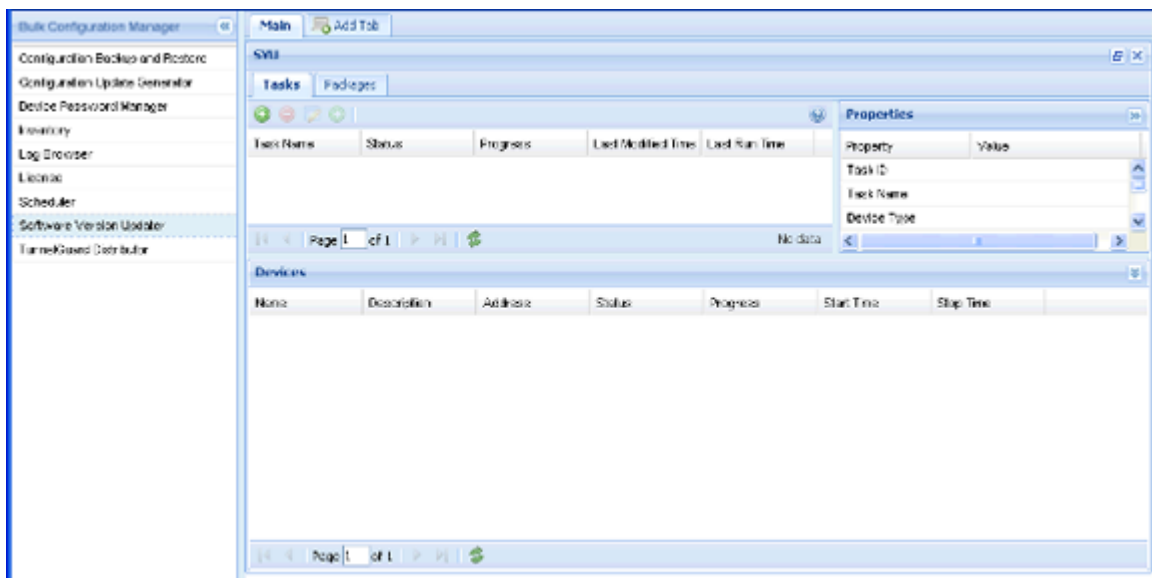 Bulk Configuration Manager
Configuration Backup and Restore
Configuration Update Generator
Device Password Manager
Inventory
Log Browser
License
Scheduler
Software Version Updater
TunnelGuard Distributor
Main Add Tab
SVU
Tasks Packages
Task Name Status Progress Last Modified Time Last Run Time
Page 1 of 1 No data
Properties
Property Value
Task ID
Task Name
Device Type
Devices
Name Description Address Status Progress Start Time Stop Time
Page 1 of 1